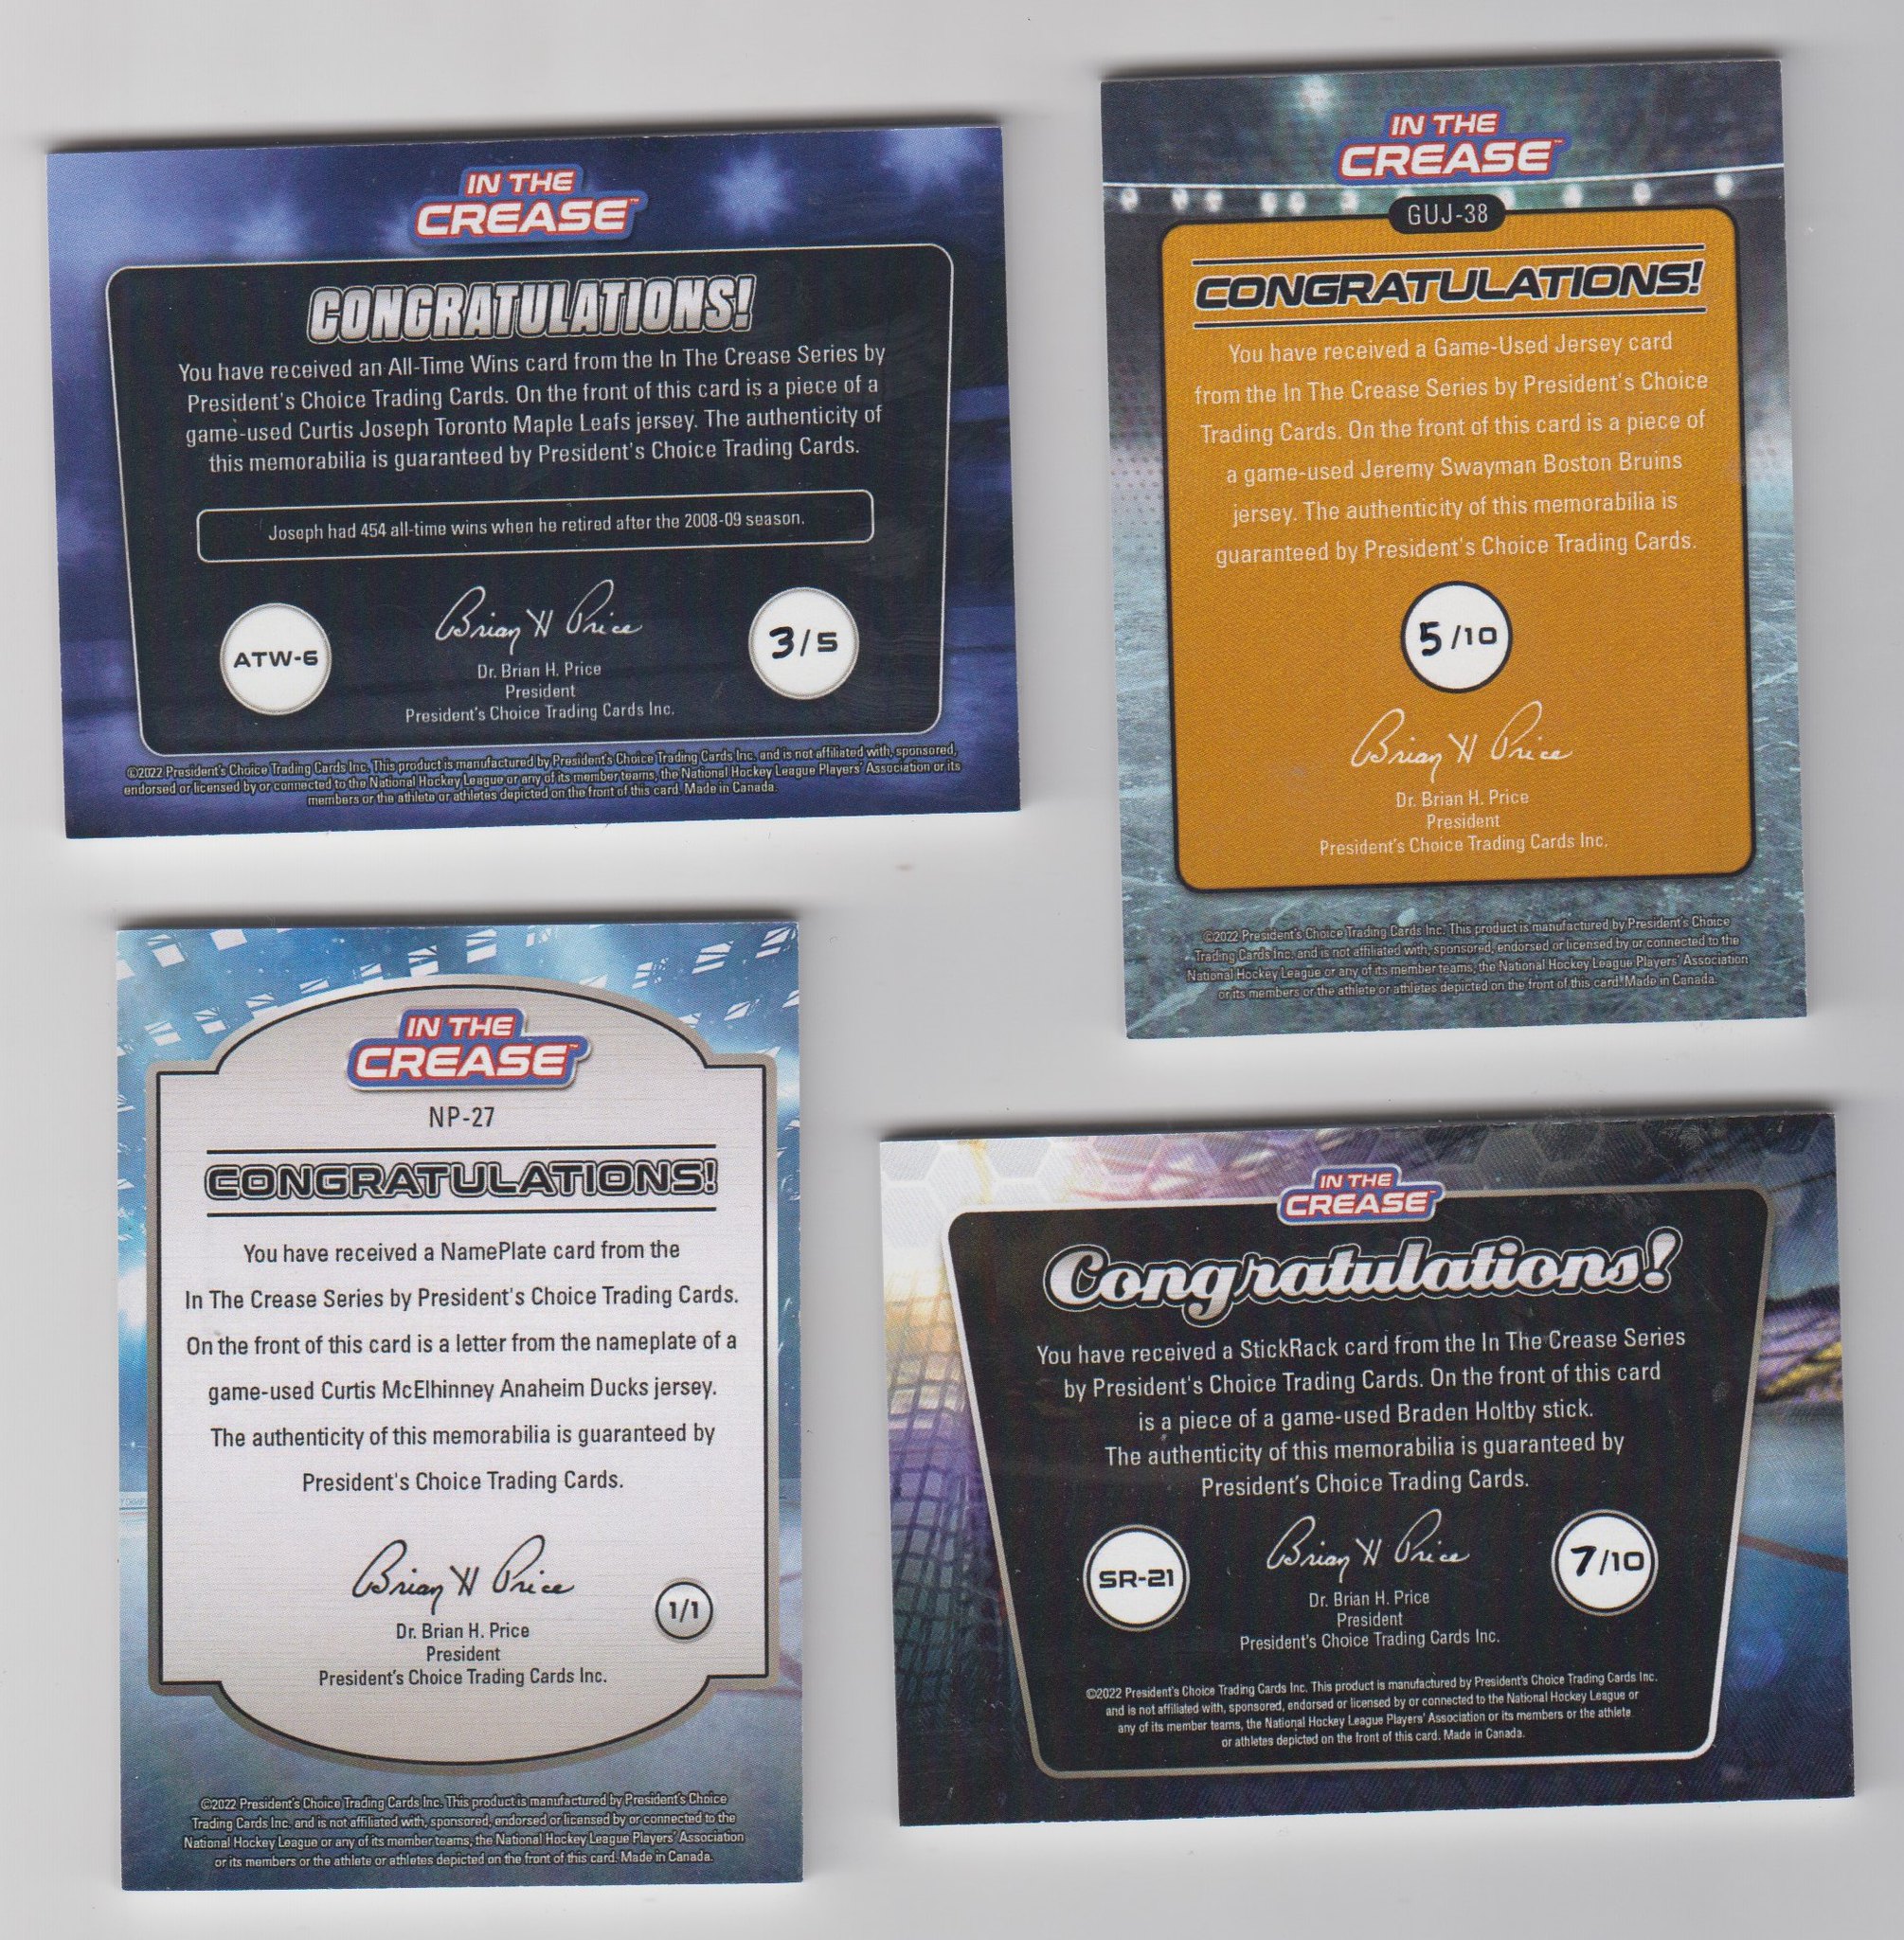 IN THE
CREASE™
CONGRATULATIONS!
You have received an All-Time Wins card from the In The Crease Series by
President's Choice Trading Cards. On the front of this card is a piece of a
game-used Curtis Joseph Toronto Maple Leafs jersey. The authenticity of
this memorabilia is guaranteed by President's Choice Trading Cards.
Joseph had 454 all-time wins when he retired after the 2008-09 season.
ATW-6
Brian H Price
3/5
Dr. Brian H. Price
President
President's Choice Trading Cards Inc.
©2022 President's Choice Trading Cards Inc. This product is manufactured by President's Choice Trading Cards Inc. and is not affiliated with, sponsored,
endorsed or licensed by or connected to the National Hockey League or any of its member teams, the National Hockey League Players' Association or its
members or the athlete or athletes depicted on the front of this card. Made in Canada.
IN THE
CREASE™
GUJ-38
CONGRATULATIONS!
You have received a Game-Used Jersey card
from the In The Crease Series by President's Choice
Trading Cards. On the front of this card is a piece of
a game-used Jeremy Swayman Boston Bruins
jersey. The authenticity of this memorabilia is
guaranteed by President's Choice Trading Cards.
5/10
Brian H Price
Dr. Brian H. Price
President
President's Choice Trading Cards Inc.
©2022 President's Choice Trading Cards Inc. This product is manufactured by President's Choice
Trading Cards Inc. and is not affiliated with, sponsored, endorsed or licensed by or connected to the
National Hockey League or any of its member teams, the National Hockey League Players' Association
or its members or the athlete or athletes depicted on the front of this card. Made in Canada.
IN THE
CREASE™
NP-27
CONGRATULATIONS!
You have received a NamePlate card from the
In The Crease Series by President's Choice Trading Cards.
On the front of this card is a letter from the nameplate of a
game-used Curtis McElhinney Anaheim Ducks jersey.
The authenticity of this memorabilia is guaranteed by
President's Choice Trading Cards.
Brian H Price
1/1
Dr. Brian H. Price
President
President's Choice Trading Cards Inc.
©2022 President's Choice Trading Cards Inc. This product is manufactured by President's Choice
Trading Cards Inc. and is not affiliated with, sponsored, endorsed or licensed by or connected to the
National Hockey League or any of its member teams, the National Hockey League Players' Association
or its members or the athlete or athletes depicted on the front of this card. Made in Canada.
IN THE
CREASE™
Congratulations!
You have received a StickRack card from the In The Crease Series
by President's Choice Trading Cards. On the front of this card
is a piece of a game-used Braden Holtby stick.
The authenticity of this memorabilia is guaranteed by
President's Choice Trading Cards.
SR-21
Brian H Price
7/10
Dr. Brian H. Price
President
President's Choice Trading Cards Inc.
©2022 President's Choice Trading Cards Inc. This product is manufactured by President's Choice Trading Cards Inc.
and is not affiliated with, sponsored, endorsed or licensed by or connected to the National Hockey League or
any of its member teams, the National Hockey League Players' Association or its members or the athlete
or athletes depicted on the front of this card. Made in Canada.